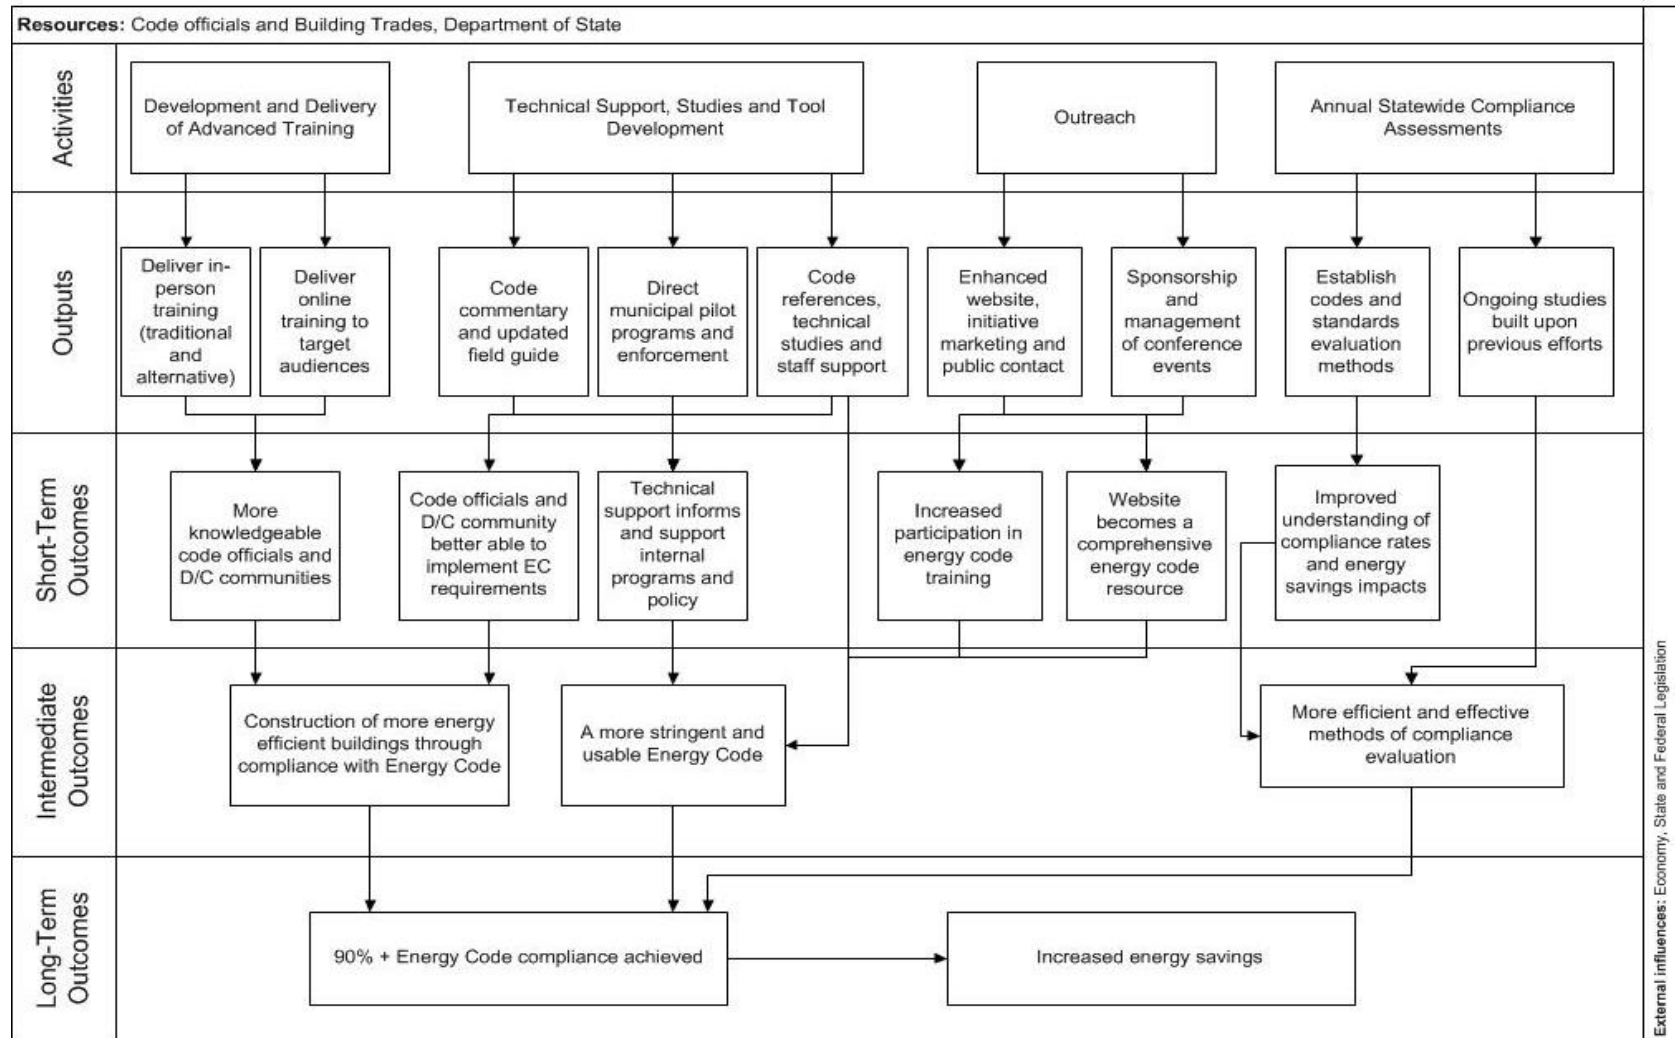 Resources: Code officials and Building Trades, Department of State
Activities
Development and Delivery
of Advanced Training
Technical Support, Studies and Tool
Development
Outreach
Annual Statewide Compliance
Assessments
Outputs
Deliver in-
person
training
(traditional
and
alternative)
Deliver
online
training to
target
audiences
Code
commentary
and updated
field guide
Direct
municipal pilot
programs and
enforcement
Code
references,
technical
studies and
staff support
Enhanced
website,
initiative
marketing and
public contact
Sponsorship
and
management
of conference
events
Establish
codes and
standards
evaluation
methods
Ongoing studies
built upon
previous efforts
Short-Term
Outcomes
More
knowledgeable
code officials and
D/C communities
Code officials and
D/C community
better able to
implement EC
requirements
Technical
support informs
and support
internal
programs and
policy
Increased
participation in
energy code
training
Website
becomes a
comprehensive
energy code
resource
Improved
understanding of
compliance rates
and energy
savings impacts
Intermediate
Outcomes
Construction of more energy
efficient buildings through
compliance with Energy Code
A more stringent and
usable Energy Code
More efficient and effective
methods of compliance
evaluation
Long-Term
Outcomes
90% + Energy Code compliance achieved
Increased energy savings
External influences: Economy, State and Federal Legislation